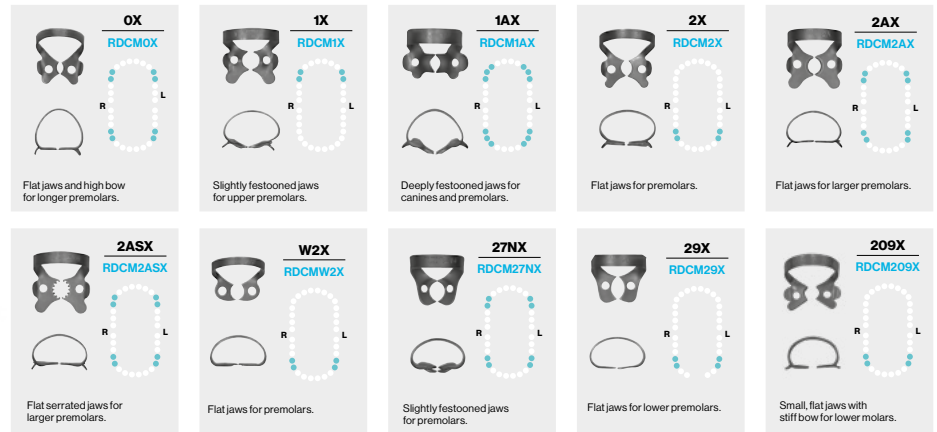 0X
RDCM0X
R
L
Flat jaws and high bow
for longer premolars.
1X
RDCM1X
R
L
Slightly festooned jaws
for upper premolars.
1AX
RDCM1AX
R
L
Deeply festooned jaws for
canines and premolars.
2X
RDCM2X
R
L
Flat jaws for premolars.
2AX
RDCM2AX
R
L
Flat jaws for larger premolars.
2ASX
RDCM2ASX
R
L
Flat serrated jaws for
larger premolars.
W2X
RDCMW2X
R
L
Flat jaws for premolars.
27NX
RDCM27NX
R
L
Slightly festooned jaws
for premolars.
29X
RDCM29X
R
L
Flat jaws for lower premolars.
209X
RDCM209X
R
L
Small, flat jaws with
stiff bow for lower molars.